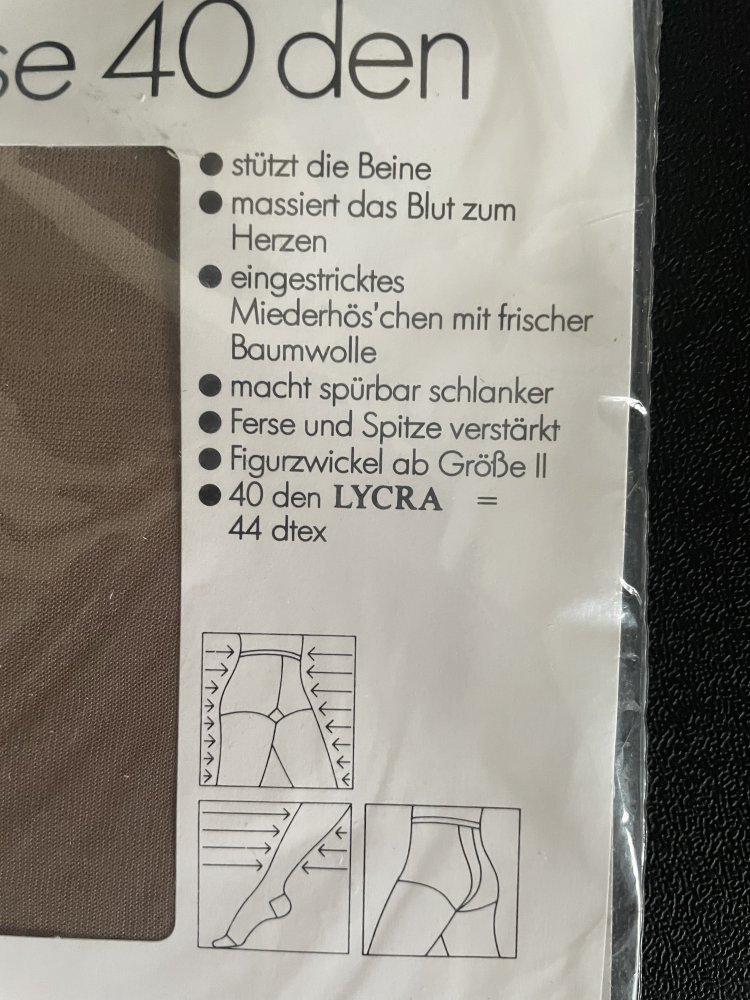 se 40 den
● stützt die Beine
● massiert das Blut zum
Herzen
● eingestricktes
Miederhös'chen mit frischer
Baumwolle
● macht spürbar schlanker
● Ferse und Spitze verstärkt
● Figurzwickel ab Größe II
● 40 den LYCRA =
44 dtex